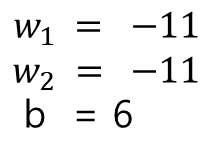 w₁ = -11
w₂ = -11
b = 6